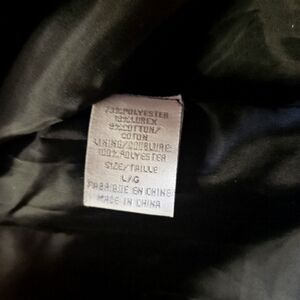 73% POLYESTER
18% LUREX
9% COTTON/
COTON
LINING/DOUBLURE:
100% POLYESTER
SIZE/TAILLE
L/G
FABRIQUE EN CHINE
MADE IN CHINA